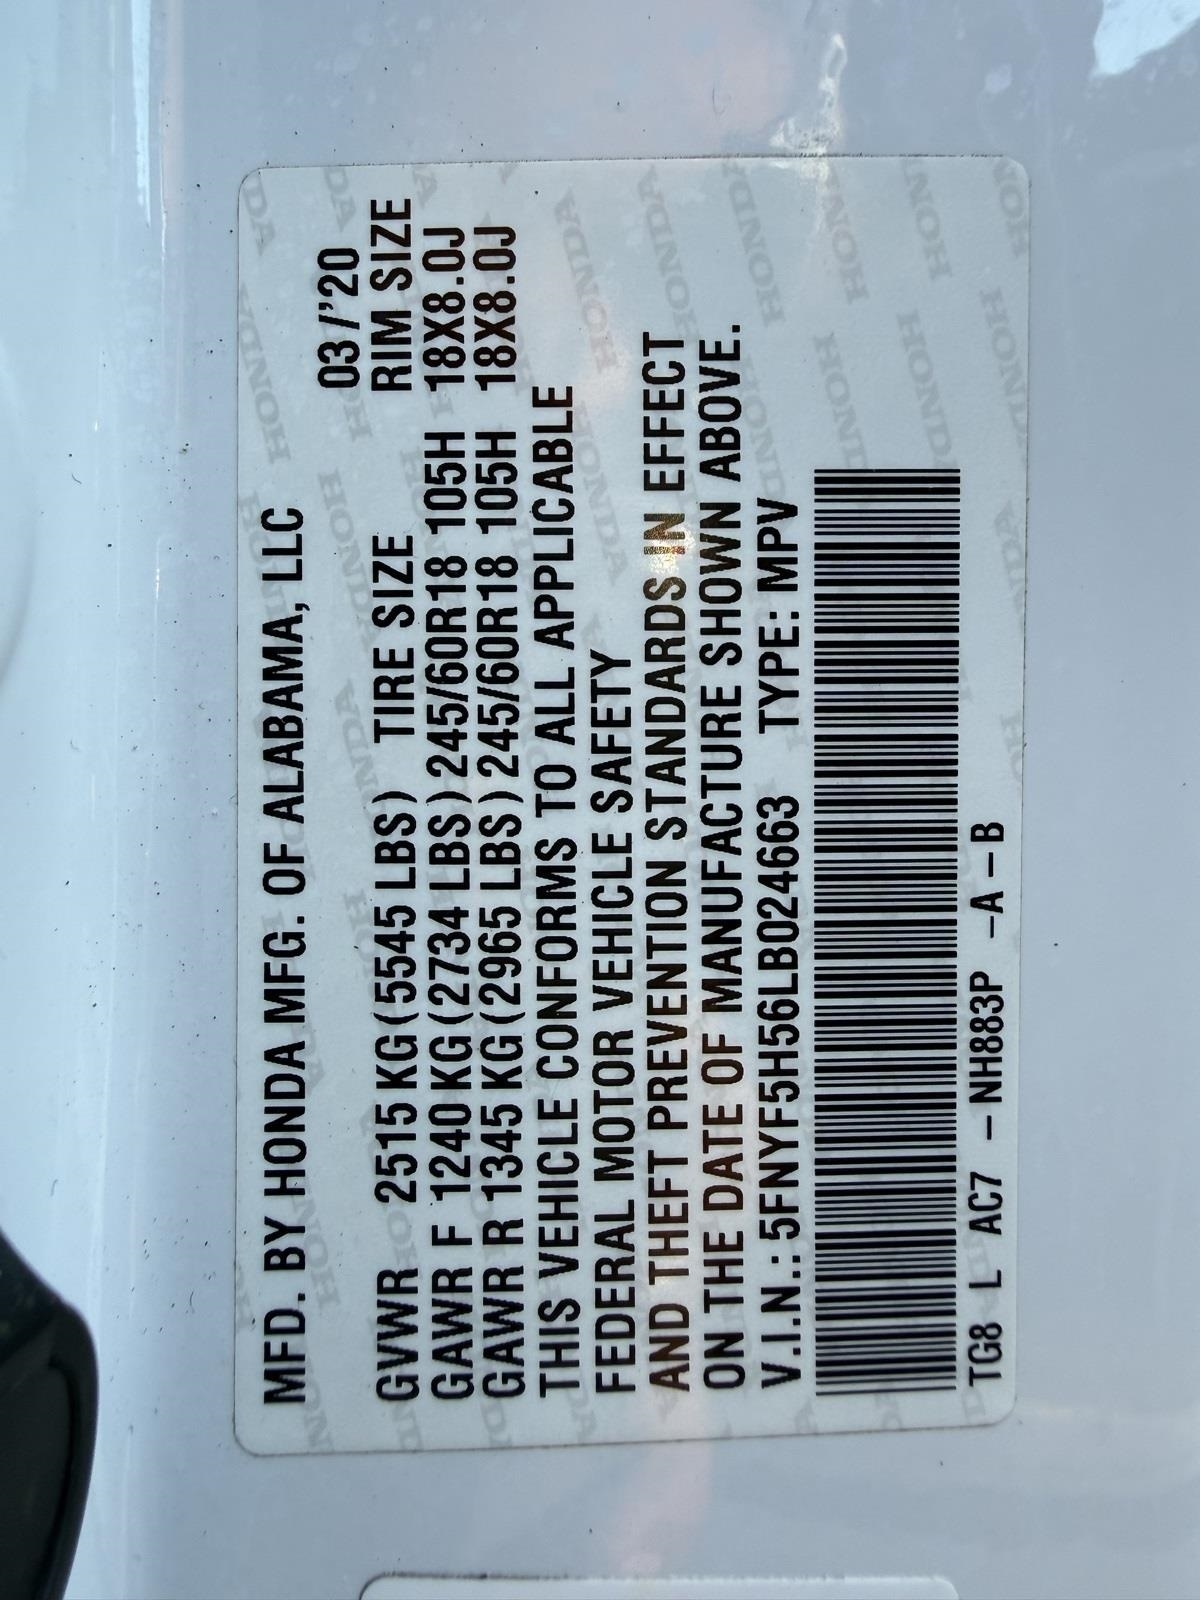 MFD. BY HONDA MFG. OF ALABAMA, LLC
03/'20
GVWR 2515 KG(5545 LBS) TIRE SIZE RIM SIZE
GAWR F 1240 KG(2734 LBS) 245/60R18 105H 18X8.0J
GAWR R 1345 KG(2965 LBS) 245/60R18 105H 18X8.0J
THIS VEHICLE CONFORMS TO ALL APPLICABLE
FEDERAL MOTOR VEHICLE SAFETY
AND THEFT PREVENTION STANDARDS IN EFFECT
ON THE DATE OF MANUFACTURE SHOWN ABOVE.
V.I.N.: 5FNYF5H56LB024663 TYPE: MPV
TG8 L AC7 –NH883P –A–B